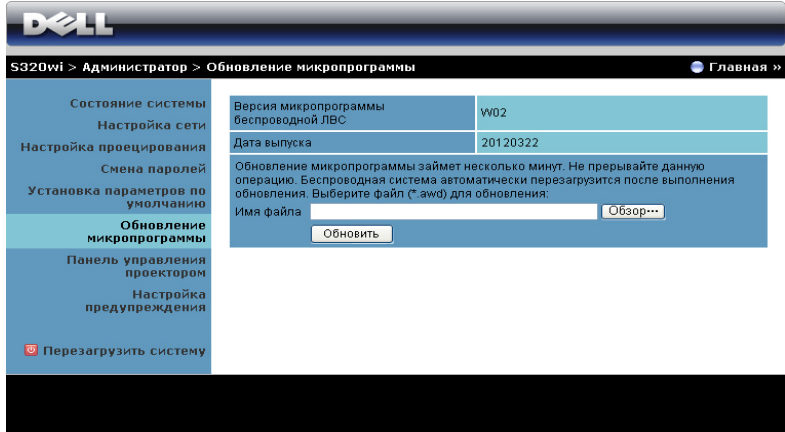 DELL
S320wi > Администратор > Обновление микропрограммы
Главная »
Состояние системы
Настройка сети
Настройка проецирования
Смена паролей
Установка параметров по
умолчанию
Обновление
микропрограммы
Панель управления
проектором
Настройка
предупреждения
Перезагрузить систему
Версия микропрограммы
беспроводной ЛВС
W02
Дата выпуска
20120322
Обновление микропрограммы займет несколько минут. Не прерывайте данную
операцию. Беспроводная система автоматически перезагрузится после выполнения
обновления. Выберите файл (*.awd) для обновления:
Имя файла
Обзор...
Обновить